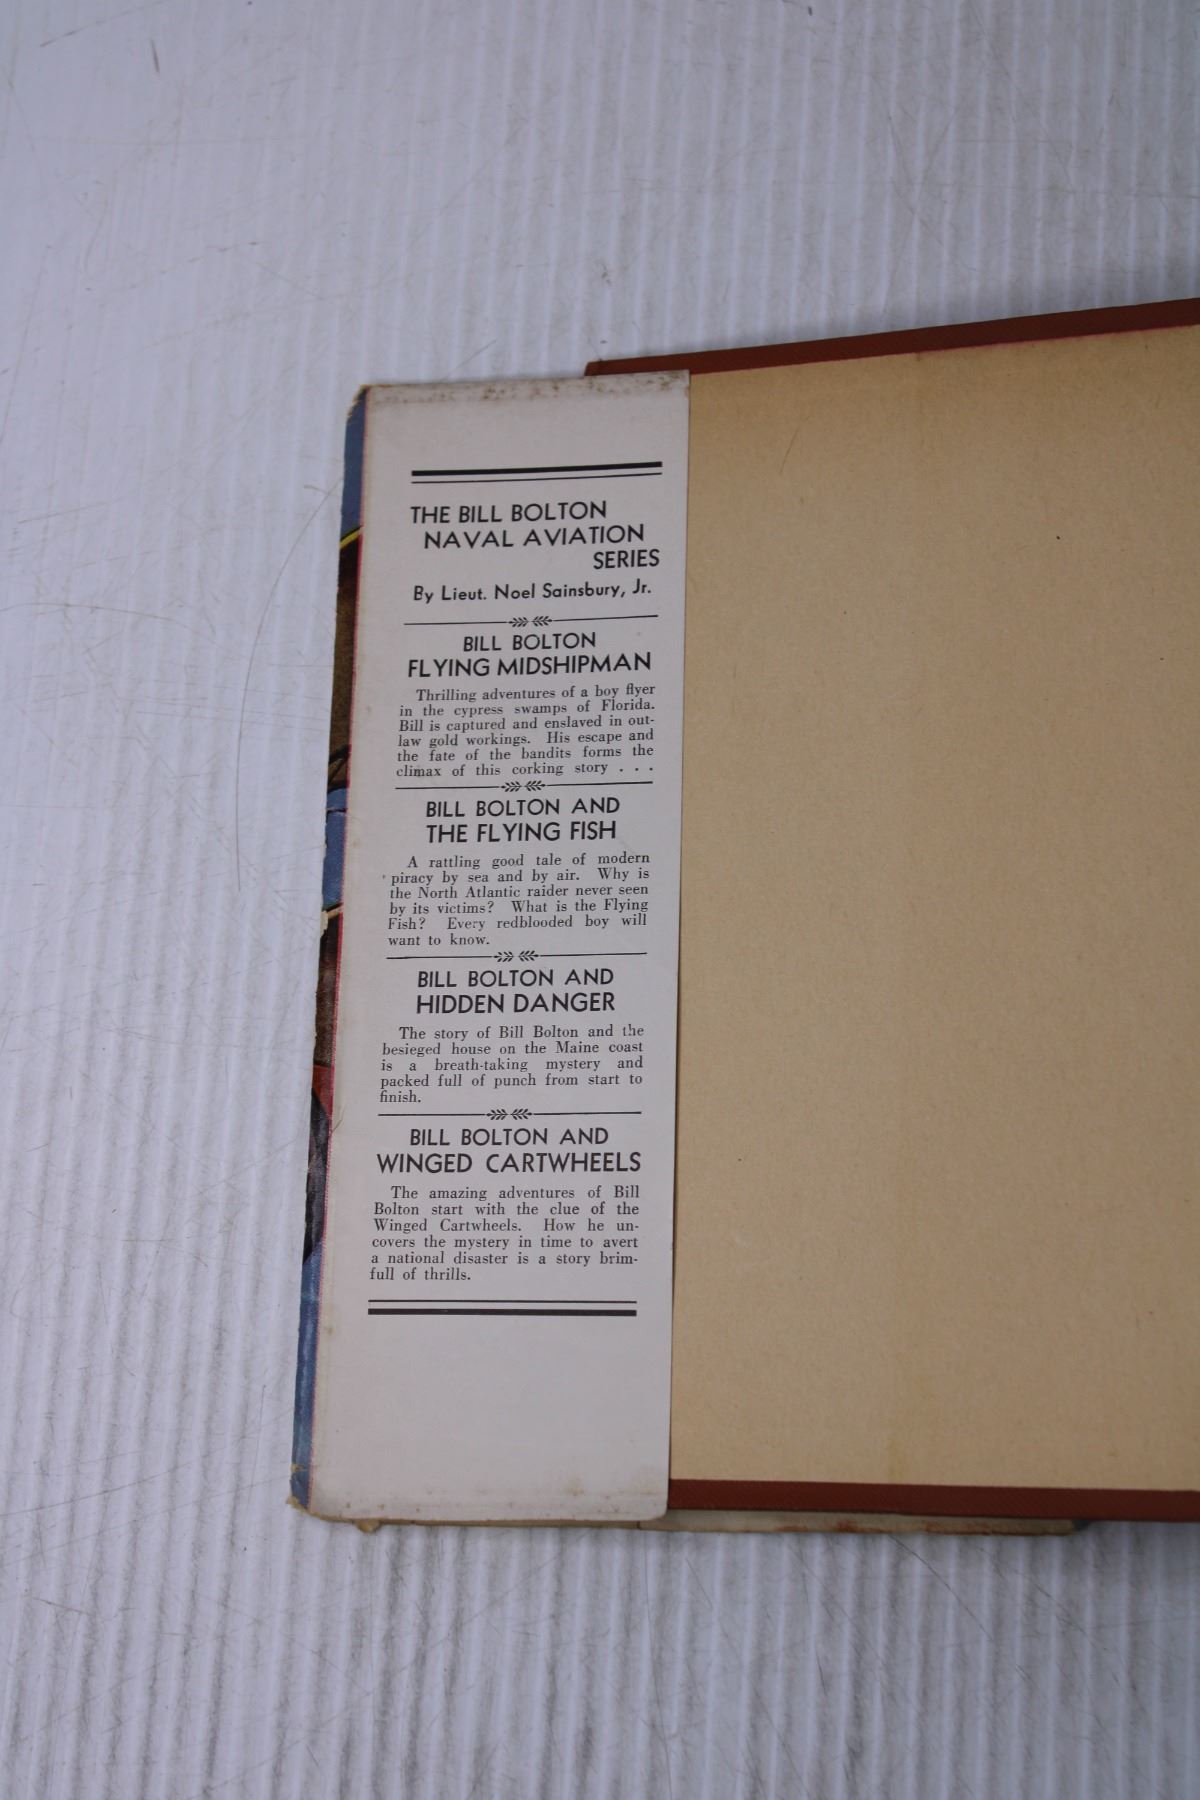 THE BILL BOLTON
NAVAL AVIATION
SERIES
By Lieut. Noel Sainsbury, Jr.
BILL BOLTON
FLYING MIDSHIPMAN
Thrilling adventures of a boy flyer
in the cypress swamps of Florida.
Bill is captured and enslaved in out-
law gold workings. His escape and
the fate of the bandits forms the
climax of this corking story . . .
BILL BOLTON AND
THE FLYING FISH
A rattling good tale of modern
piracy by sea and by air. Why is
the North Atlantic raider never seen
by its victims? What is the Flying
Fish? Every redblooded boy will
want to know.
BILL BOLTON AND
HIDDEN DANGER
The story of Bill Bolton and the
besieged house on the Maine coast
is a breath-taking mystery and
packed full of punch from start to
finish.
BILL BOLTON AND
WINGED CARTWHEELS
The amazing adventures of Bill
Bolton start with the clue of the
Winged Cartwheels. How he un-
covers the mystery in time to avert
a national disaster is a story brim-
full of thrills.